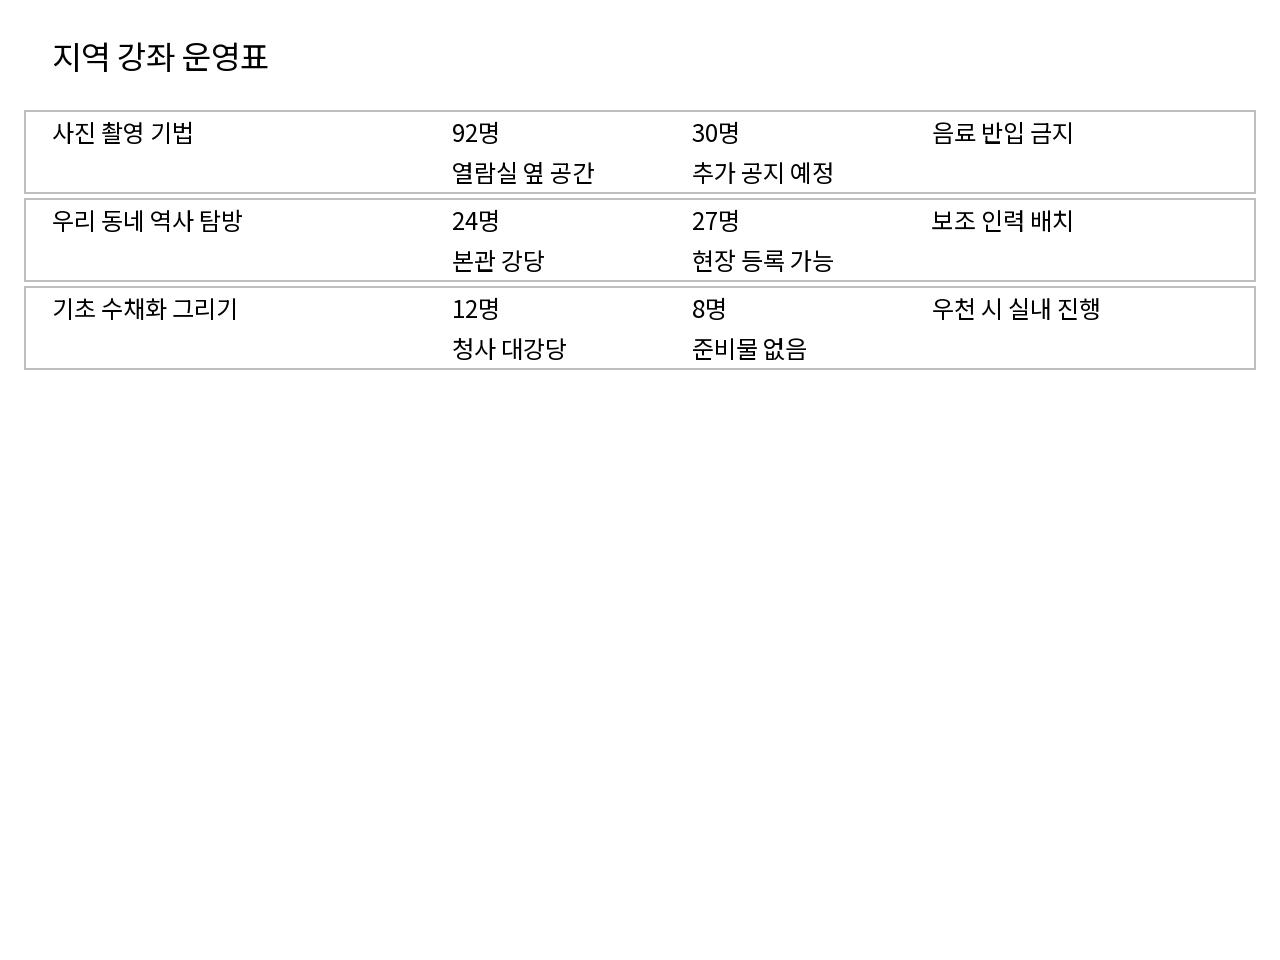 지역 강좌 운영표
사진 촬영 기법 92명 30명 음료 반입 금지
열람실 옆 공간 추가 공지 예정
우리 동네 역사 탐방 24명 27명 보조 인력 배치
본관 강당 현장 등록 가능
기초 수채화 그리기 12명 8명 우천 시 실내 진행
청사 대강당 준비물 없음